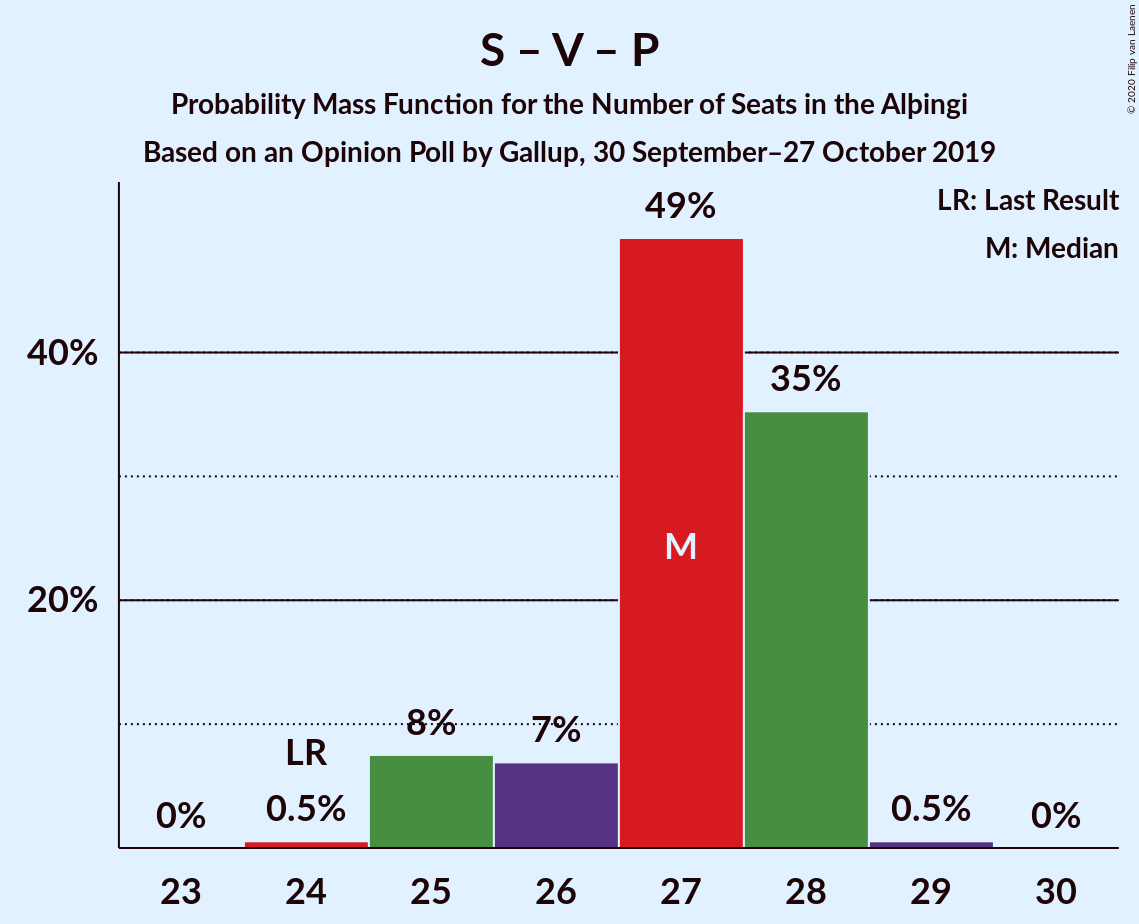 S – V – P
Probability Mass Function for the Number of Seats in the Alþingi
Based on an Opinion Poll by Gallup, 30 September–27 October 2019
© 2020 Filip van Laenen
LR: Last Result
M: Median
49%
40%
35%
M
20%
8%
7%
LR
0%
0.5%
0.5%
0%
23 24 25 26 27 28 29 30